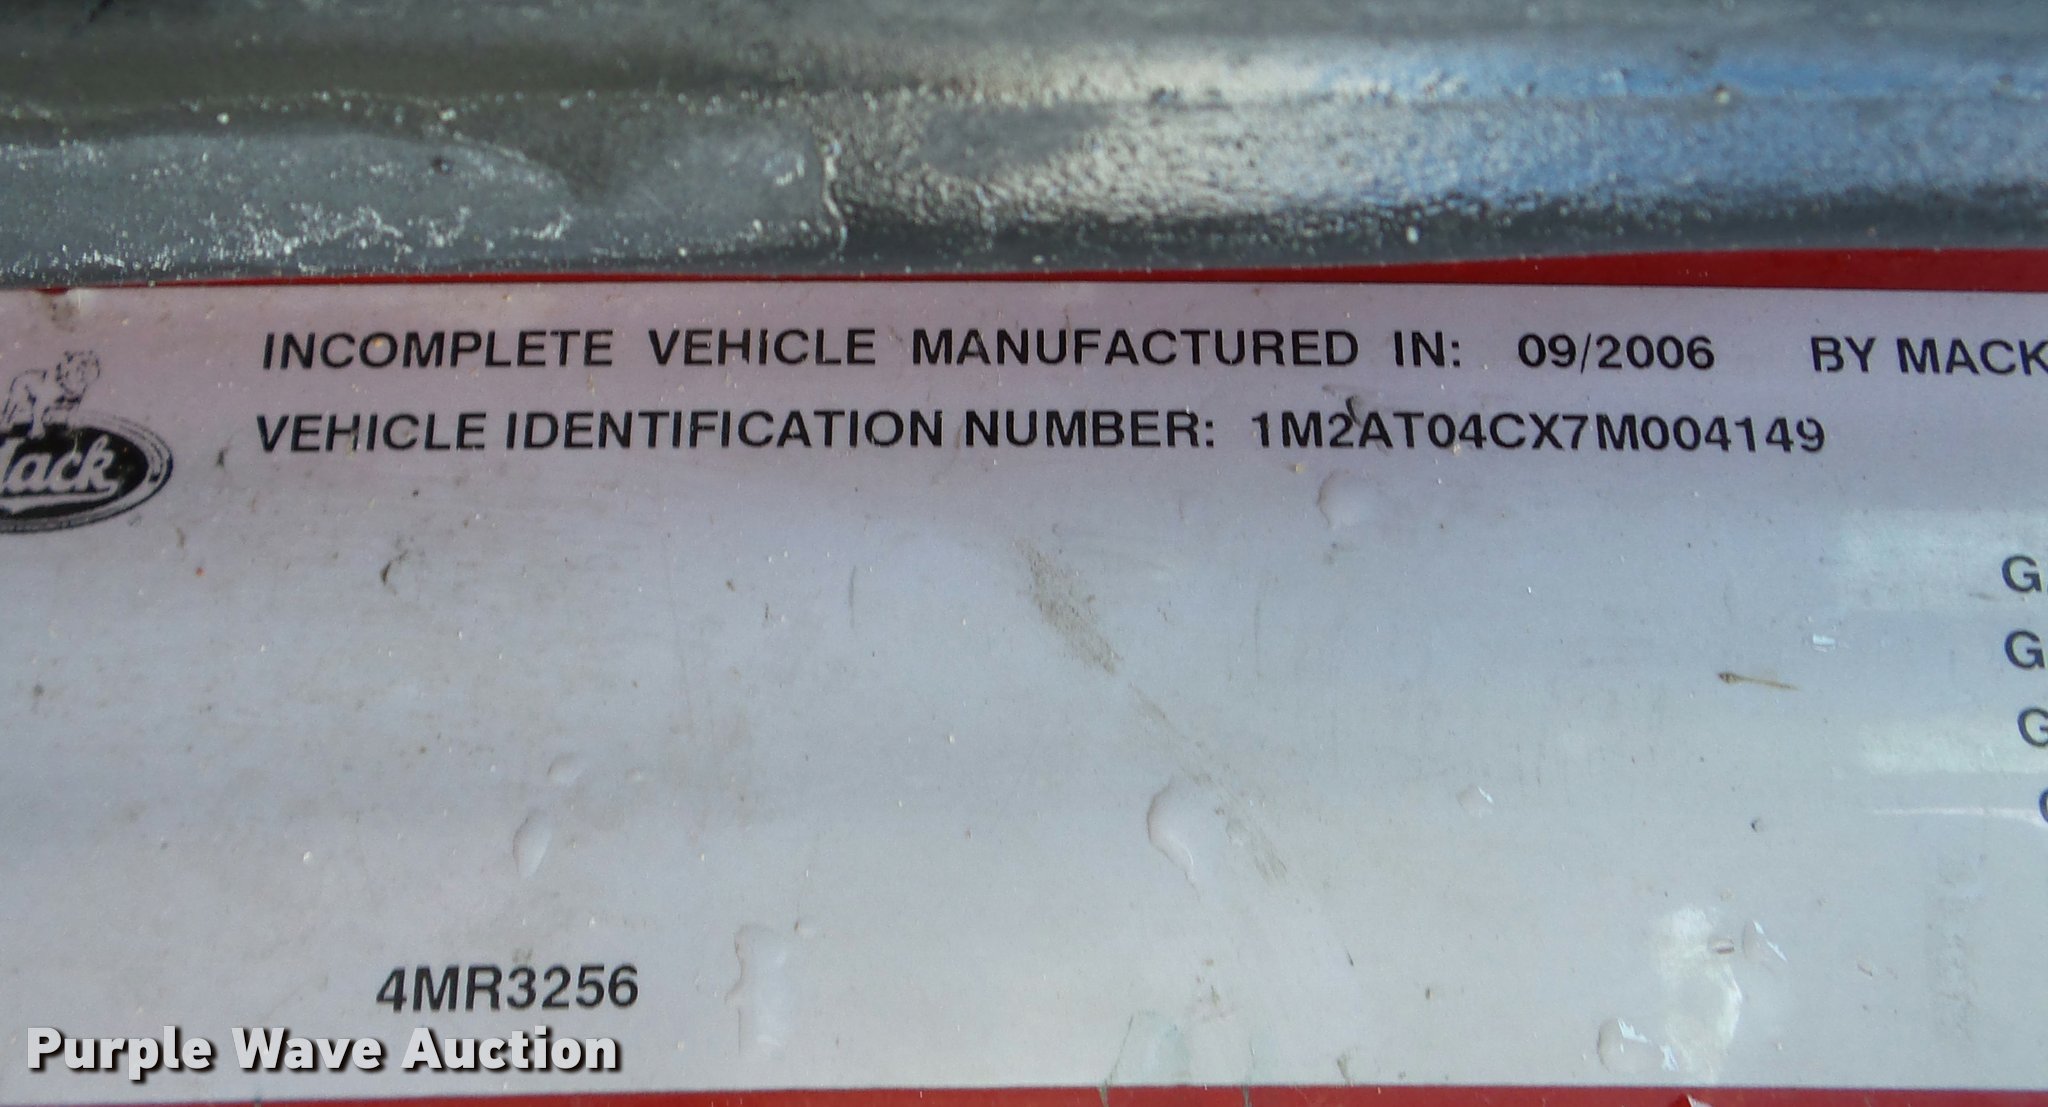 INCOMPLETE VEHICLE MANUFACTURED IN: 09/2006 BY MACK
VEHICLE IDENTIFICATION NUMBER: 1M2AT04CX7M004149
Mack
G
G
G
4MR3256
Purple Wave Auction